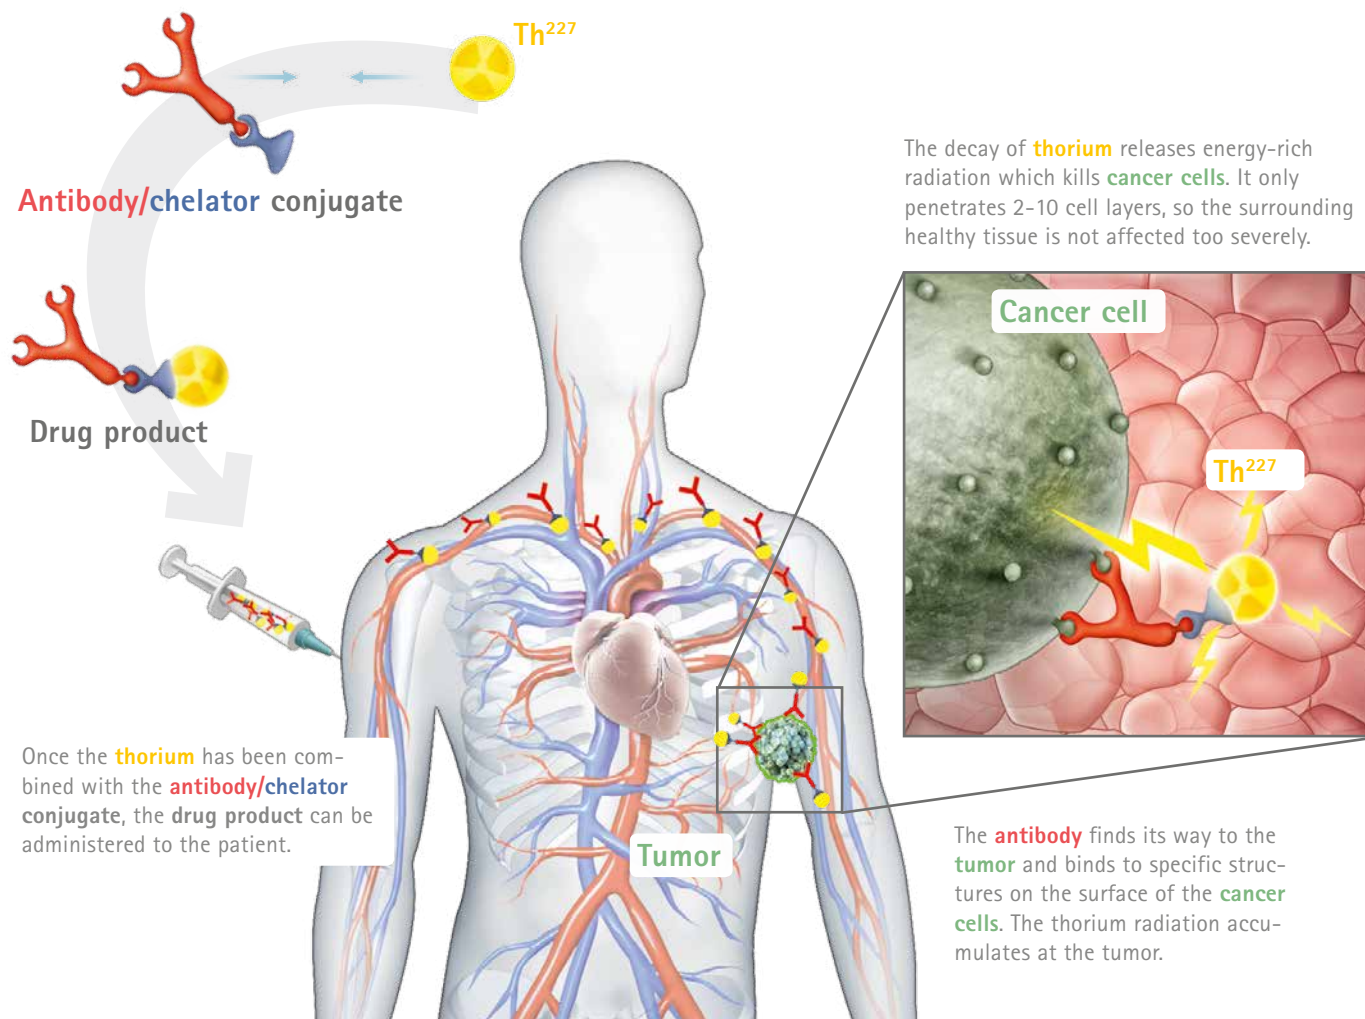 Th²²⁷
Antibody/chelator conjugate
Drug product
Once the thorium has been com-
bined with the antibody/chelator
conjugate, the drug product can be
administered to the patient.
Tumor
The decay of thorium releases energy-rich
radiation which kills cancer cells. It only
penetrates 2-10 cell layers, so the surrounding
healthy tissue is not affected too severely.
Cancer cell
Th²²⁷
The antibody finds its way to the
tumor and binds to specific struc-
tures on the surface of the cancer
cells. The thorium radiation accu-
mulates at the tumor.